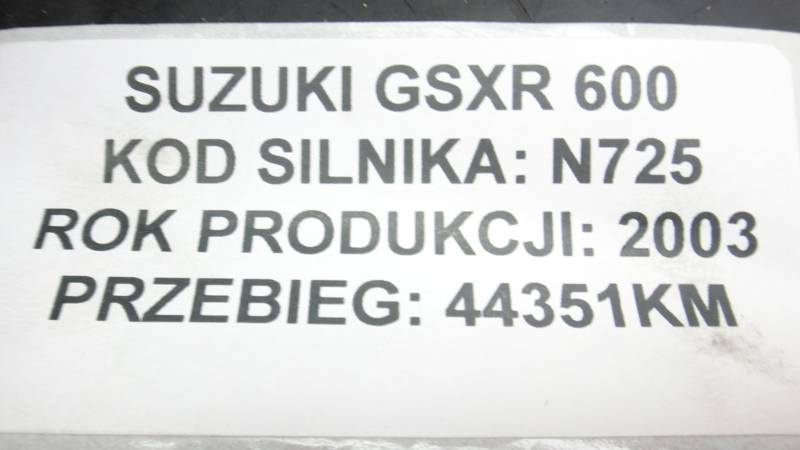 SUZUKI GSXR 600
KOD SILNIKA: N725
ROK PRODUKCJI: 2003
PRZEBIEG: 44351KM